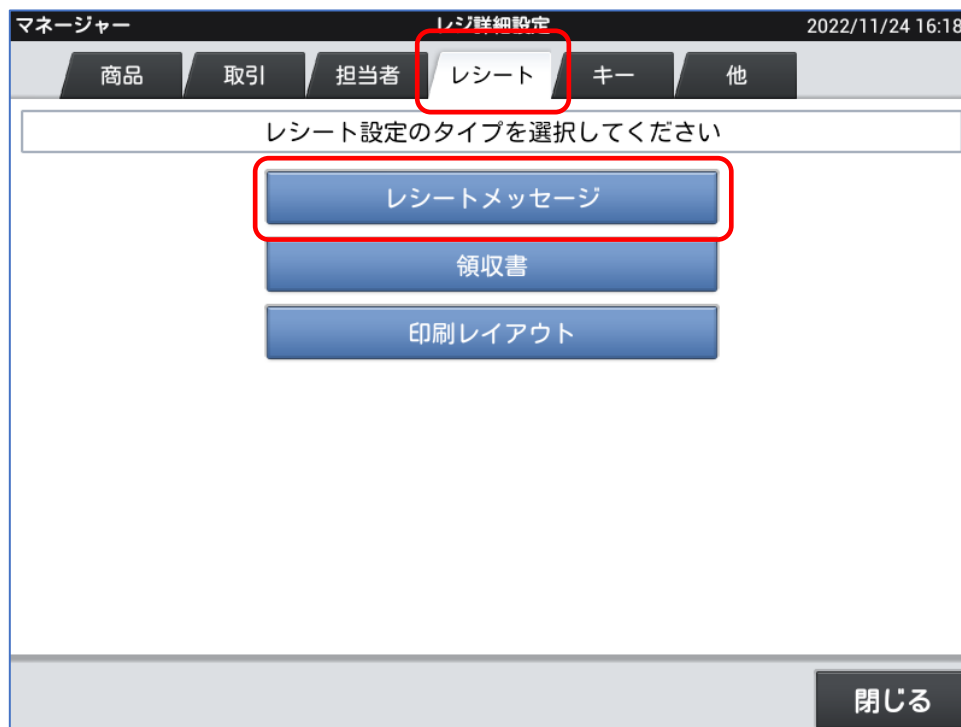 マネージャー レジ詳細設定 2022/11/24 16:18
商品 取引 担当者 レシート キー 他
レシート設定のタイプを選択してください
レシートメッセージ
領収書
印刷レイアウト
閉じる